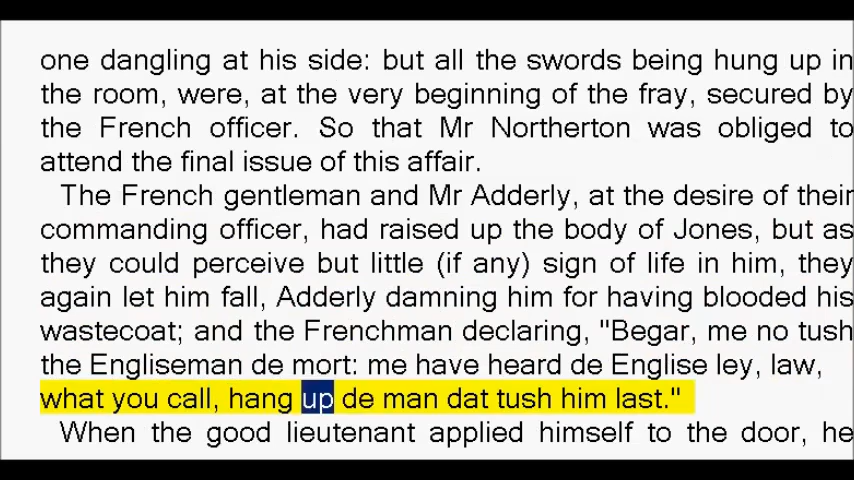 one dangling at his side: but all the swords being hung up in
the room, were, at the very beginning of the fray, secured by
the French officer. So that Mr Northerton was obliged to
attend the final issue of this affair.
The French gentleman and Mr Adderly, at the desire of their
commanding officer, had raised up the body of Jones, but as
they could perceive but little (if any) sign of life in him, they
again let him fall, Adderly damning him for having blooded his
wastecoat; and the Frenchman declaring, "Begar, me no tush
the Engliseman de mort: me have heard de Englise ley, law,
what you call, hang up de man dat tush him last."
When the good lieutenant applied himself to the door, he